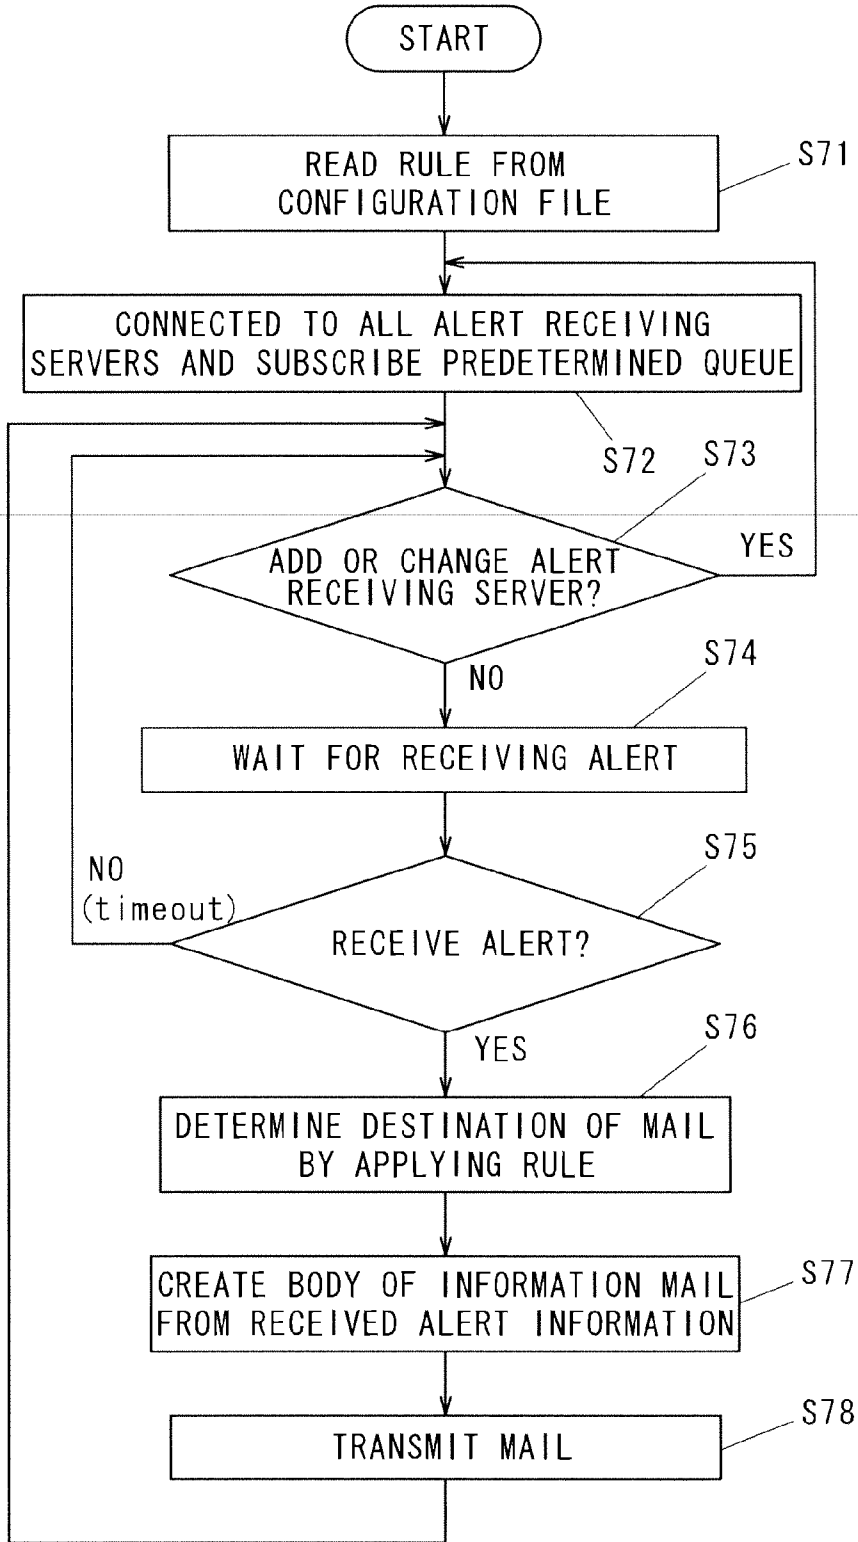 START
READ RULE FROM
CONFIGURATION FILE
S71
CONNECTED TO ALL ALERT RECEIVING
SERVERS AND SUBSCRIBE PREDETERMINED QUEUE
S72
S73
ADD OR CHANGE ALERT
RECEIVING SERVER?
YES
NO
S74
WAIT FOR RECEIVING ALERT
S75
NO
(timeout)
RECEIVE ALERT?
YES
S76
DETERMINE DESTINATION OF MAIL
BY APPLYING RULE
CREATE BODY OF INFORMATION MAIL
FROM RECEIVED ALERT INFORMATION
S77
S78
TRANSMIT MAIL